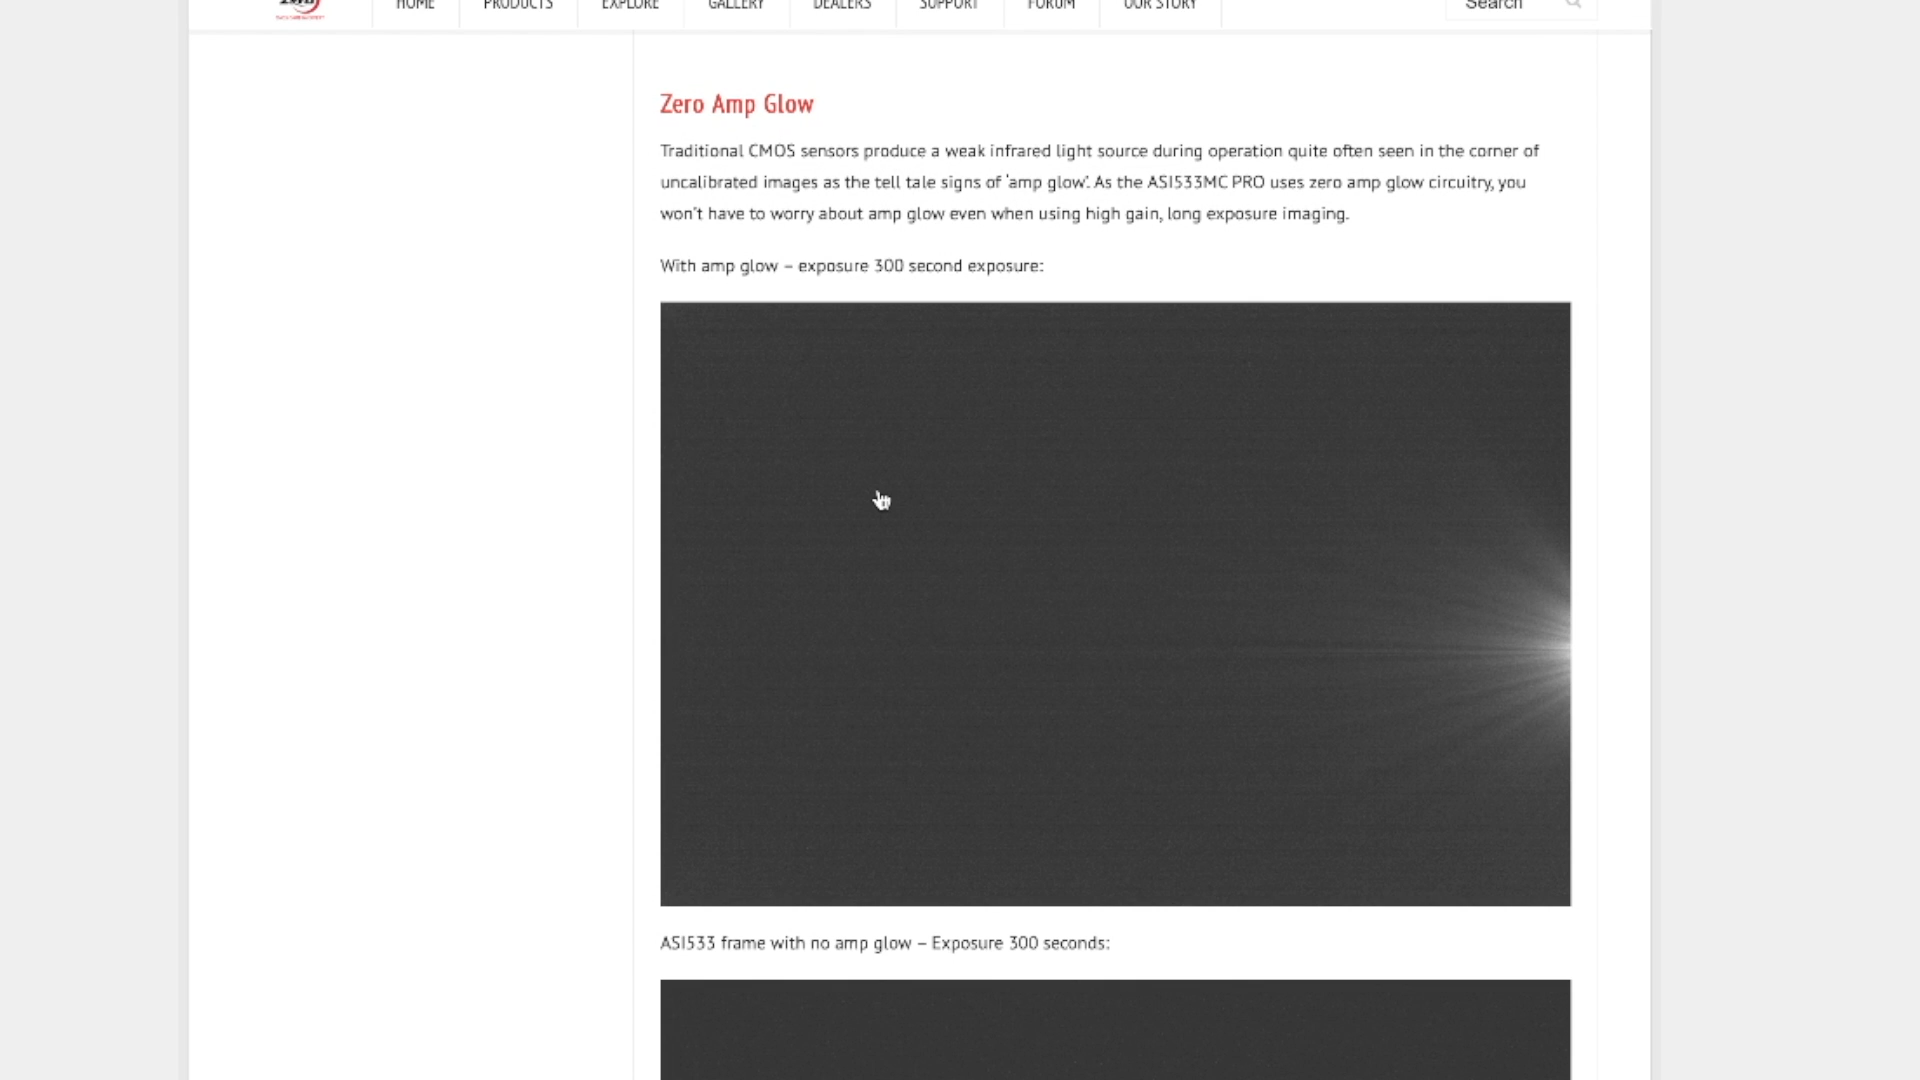 HOME PRODUCTS EXPLORE GALLERY DEALERS SUPPORT FORUM OUR STORY Search
Zero Amp Glow
Traditional CMOS sensors produce a weak infrared light source during operation quite often seen in the corner of
uncalibrated images as the tell tale signs of ‘amp glow’. As the ASI533MC PRO uses zero amp glow circuitry, you
won’t have to worry about amp glow even when using high gain, long exposure imaging.
With amp glow – exposure 300 second exposure:
ASI533 frame with no amp glow – Exposure 300 seconds: